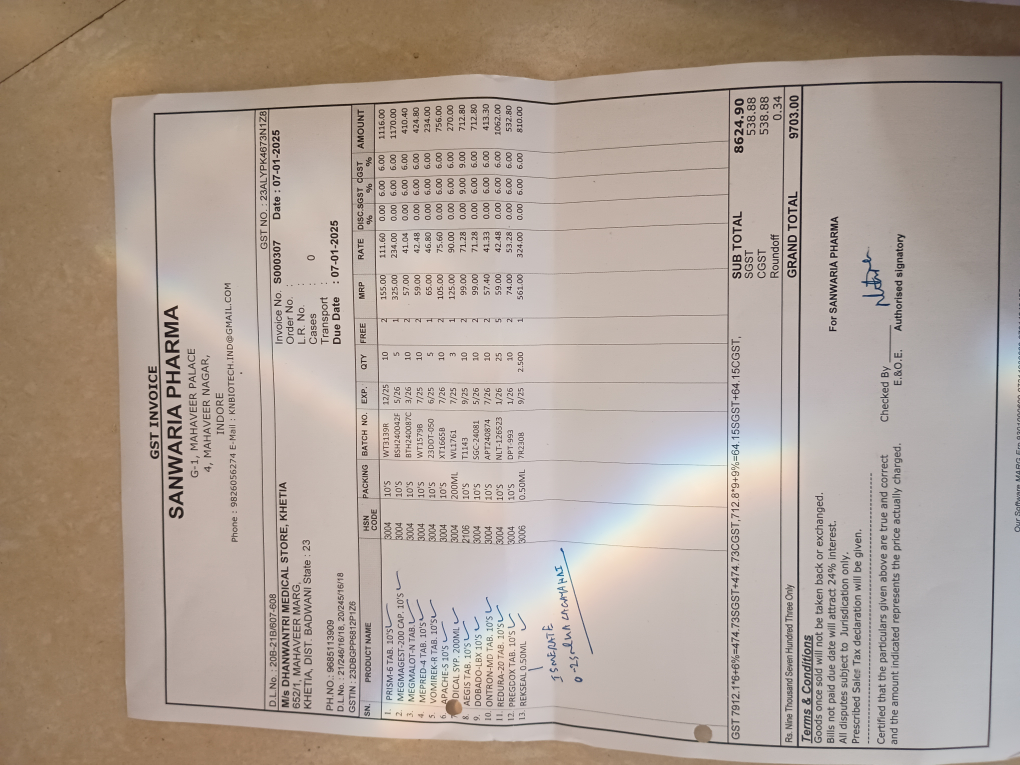 GST INVOICE
SANWARIA PHARMA
G-1, MAHAVEER PALACE
4, MAHAVEER NAGAR,
INDORE
Phone : 9826056274 E-Mail : KNBIOTECH.IND@GMAIL.COM
GST NO. : 23ALYPK4673N1Z8
D.L.No. : 20B-21B/607-608
M/s DHANWANTRI MEDICAL STORE, KHETIA
652/1, MAHAVEER MARG,
KHETIA, DIST. BADWANI State : 23
PH.NO.: 9685113909
D.L.No. : 21/246/16/18, 20/245/16/18
GSTIN : 23DBGPP6812P1Z6
Invoice No. S000307 Date : 07-01-2025
Order No. :
L.R. No. :
Cases 0
Transport :
Due Date : 07-01-2025
SN. PRODUCT NAME HSN CODE PACKING BATCH NO. EXP. QTY FREE MRP RATE DISC. % SGST % CGST % AMOUNT
1. PRISM-6 TAB. 10'S 3004 10'S WT3139R 12/25 10 2 155.00 111.60 0.00 6.00 6.00 1116.00
2. MEGMAGEST-200 CAP. 10'S 3004 10'S BSH240042F 5/26 5 1 325.00 234.00 0.00 6.00 6.00 1170.00
3. MEGMALOT-N TAB. 3004 10'S BTH240087C 3/26 10 2 57.00 41.04 0.00 6.00 6.00 410.40
4. MEPRED-4 TAB. 10'S 3004 10'S WT1579B 7/25 10 2 59.00 42.48 0.00 6.00 6.00 424.80
5. VOMIREK-R TAB. 10'S 3004 10'S 23DDT-050 6/25 5 1 65.00 46.80 0.00 6.00 6.00 234.00
6. APACHE-S 10'S 3004 10'S XT1665B 7/26 10 2 105.00 75.60 0.00 6.00 6.00 756.00
7 DICAL SYP. 200ML 3004 200ML WL1761 7/25 3 1 125.00 90.00 0.00 6.00 6.00 270.00
8. AEGIS TAB. 10'S 2106 10'S T1143 9/25 10 2 99.00 71.28 0.00 9.00 9.00 712.80
9. DOBADO-LBX 10'S 3004 10'S SGC-24081 5/26 10 2 99.00 71.28 0.00 6.00 6.00 712.80
10. ONTRON-MD TAB. 10'S 3004 10'S APT240874 7/26 10 2 57.40 41.33 0.00 6.00 6.00 413.30
11. REDURA-20 TAB. 10'S 3004 10'S NLT-126523 1/26 25 5 59.00 42.48 0.00 6.00 6.00 1062.00
12. PREGDOX TAB. 10'S 3004 10'S DPT-993 1/26 10 2 74.00 53.28 0.00 6.00 6.00 532.80
13. REKSEAL 0.50ML 3006 0.50ML 7R2308 9/25 2.500 1 561.00 324.00 0.00 6.00 6.00 810.00
GST 7912.1*6+6%=474.73SGST+474.73CGST,712.8*9+9%=64.15SGST+64.15CGST,
SUB TOTAL 8624.90
SGST 538.88
CGST 538.88
Roundoff 0.34
Rs. Nine Thousand Seven Hundred Three Only
GRAND TOTAL 9703.00
Terms & Conditions
Goods once sold will not be taken back or exchanged.
Bills not paid due date will attract 24% interest.
All disputes subject to Jurisdication only.
Prescribed Sales Tax declaration will be given.
Certified that the particulars given above are true and correct
and the amount indicated represents the price actually charged.
For SANWARIA PHARMA
Checked By
E.&O.E. Authorised signatory